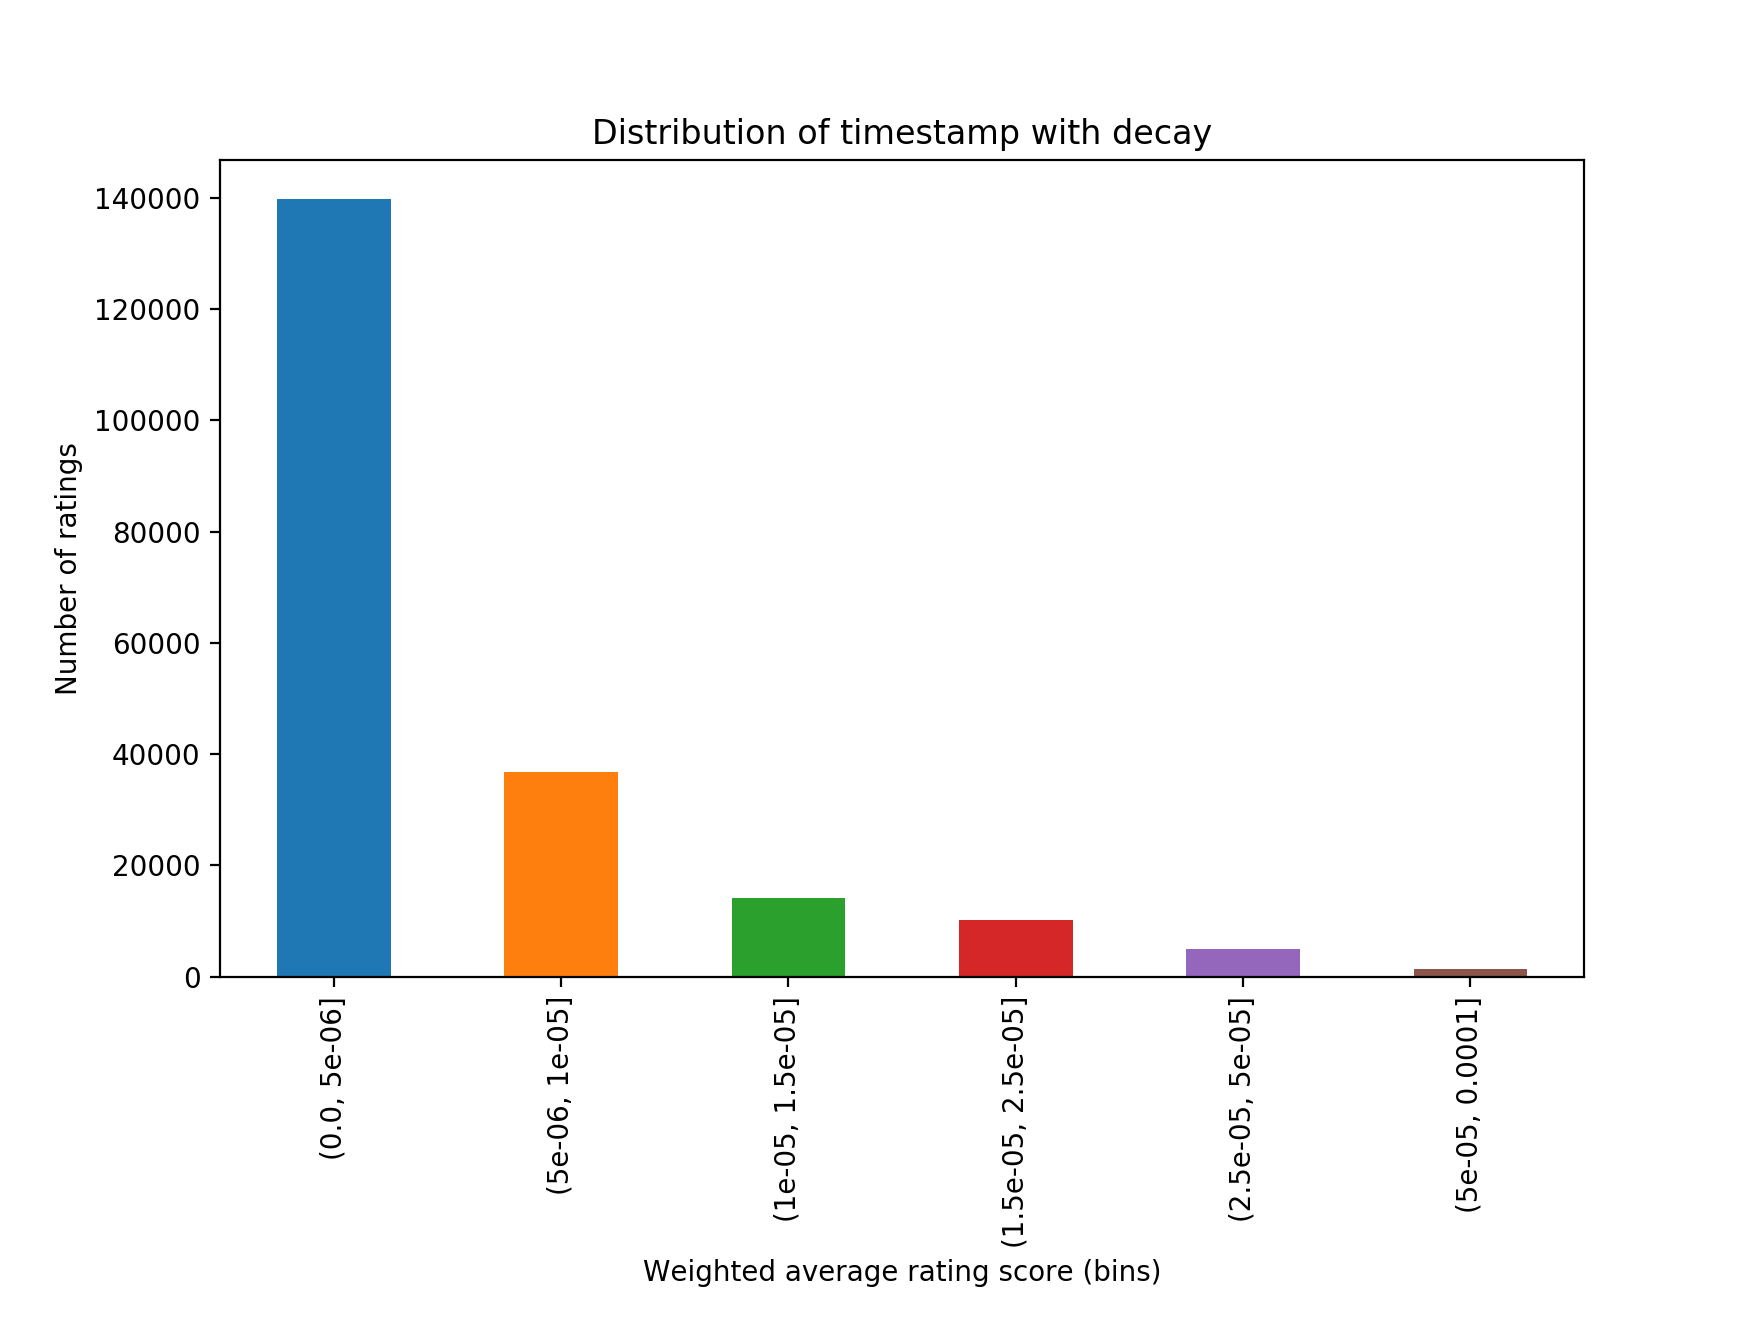 Distribution of timestamp with decay
140000
120000
100000
80000
60000
40000
20000
0
Number of ratings
(0.0, 5e-06]
(5e-06, 1e-05]
(1e-05, 1.5e-05]
(1.5e-05, 2.5e-05]
(2.5e-05, 5e-05]
(5e-05, 0.0001]
Weighted average rating score (bins)